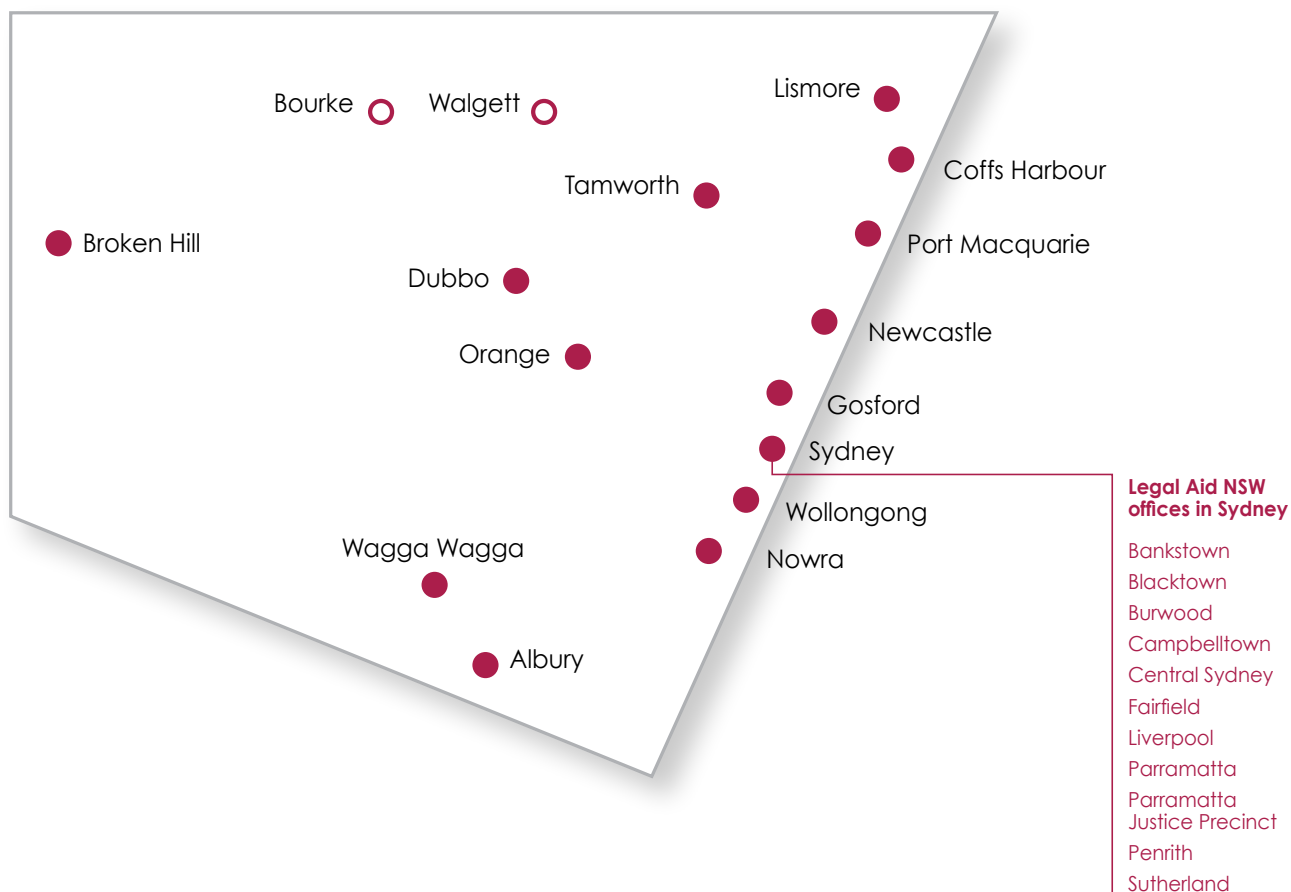 Lismore
Bourke
Walgett
Coffs Harbour
Tamworth
Broken Hill
Port Macquarie
Dubbo
Newcastle
Orange
Gosford
Sydney
Wollongong
Wagga Wagga
Nowra
Albury
Legal Aid NSW
offices in Sydney
Bankstown
Blacktown
Burwood
Campbelltown
Central Sydney
Fairfield
Liverpool
Parramatta
Parramatta
Justice Precinct
Penrith
Sutherland